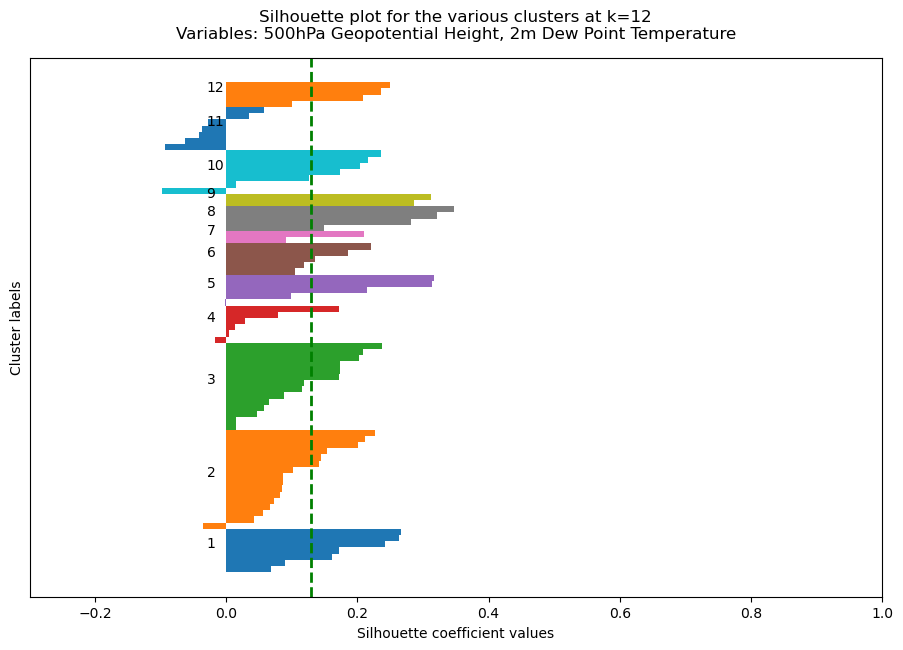 Silhouette plot for the various clusters at k=12
Variables: 500hPa Geopotential Height, 2m Dew Point Temperature
12
11
10
9
8
7
6
5
4
3
2
1
Cluster labels
−0.2 0.0 0.2 0.4 0.6 0.8 1.0
Silhouette coefficient values